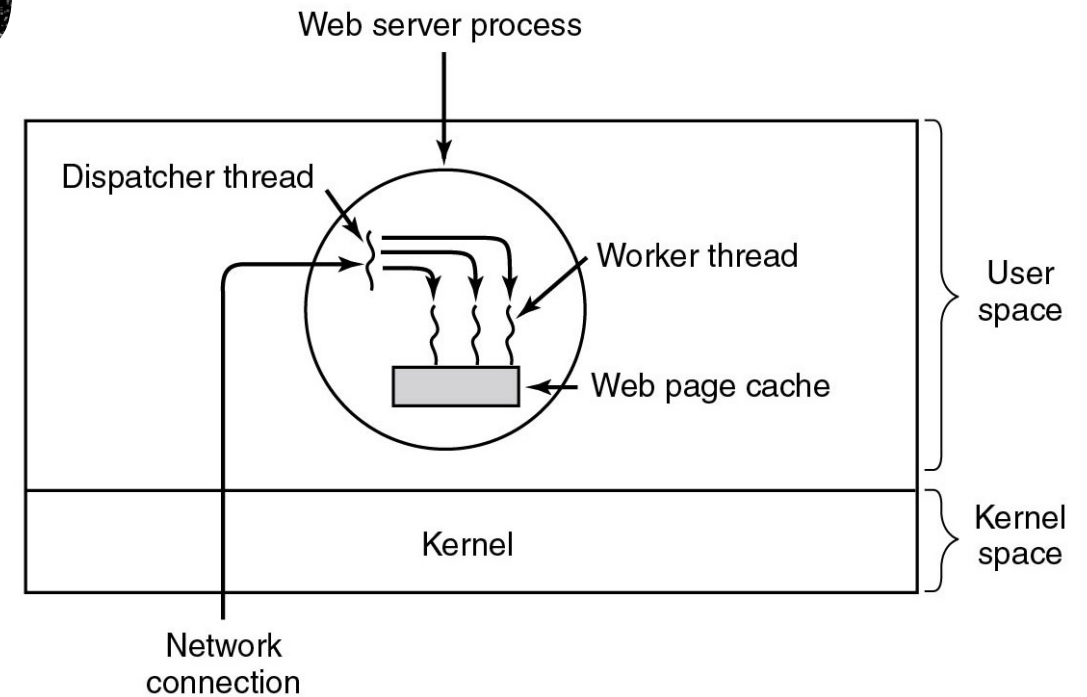 Web server process
Dispatcher thread
Worker thread
User
space
Web page cache
Kernel
Kernel
space
Network
connection